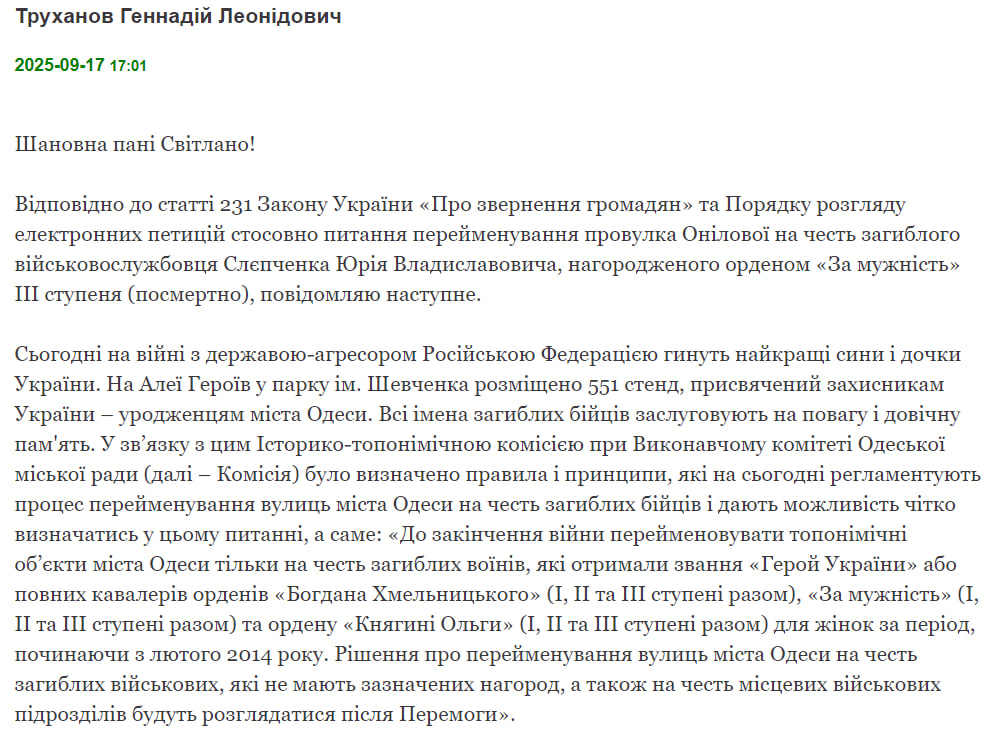 Труханов Геннадій Леонідович
2025-09-17 17:01
Шановна пані Світлано!
Відповідно до статті 231 Закону України «Про звернення громадян» та Порядку розгляду
електронних петицій стосовно питання перейменування провулка Онілової на честь загиблого
військовослужбовця Слєпченка Юрія Владиславовича, нагородженого орденом «За мужність»
ІІІ ступеня (посмертно), повідомляю наступне.
Сьогодні на війні з державою-агресором Російською Федерацією гинуть найкращі сини і дочки
України. На Алеї Героїв у парку ім. Шевченка розміщено 551 стенд, присвячений захисникам
України – уродженцям міста Одеси. Всі імена загиблих бійців заслуговують на повагу і довічну
пам'ять. У зв’язку з цим Історико-топонімічною комісією при Виконавчому комітеті Одеської
міської ради (далі – Комісія) було визначено правила і принципи, які на сьогодні регламентують
процес перейменування вулиць міста Одеси на честь загиблих бійців і дають можливість чітко
визначатись у цьому питанні, а саме: «До закінчення війни перейменовувати топонімічні
об’єкти міста Одеси тільки на честь загиблих воїнів, які отримали звання «Герой України» або
повних кавалерів орденів «Богдана Хмельницького» (І, ІІ та ІІІ ступені разом), «За мужність» (І,
ІІ та ІІІ ступені разом) та ордену «Княгині Ольги» (І, ІІ та ІІІ ступені разом) для жінок за період,
починаючи з лютого 2014 року. Рішення про перейменування вулиць міста Одеси на честь
загиблих військових, які не мають зазначених нагород, а також на честь місцевих військових
підрозділів будуть розглядатися після Перемоги».